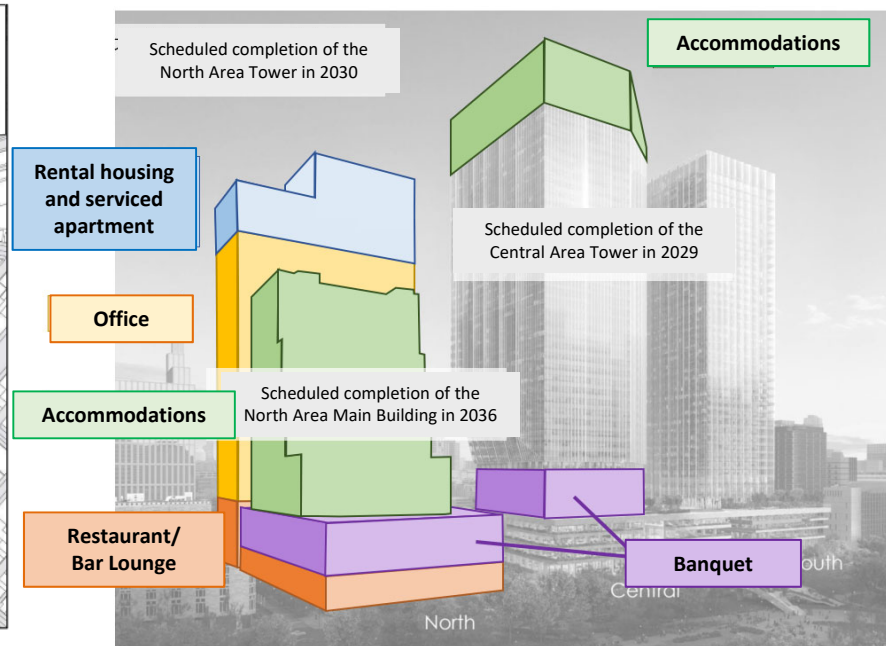 Scheduled completion of the
North Area Tower in 2030
Accommodations
Rental housing
and serviced
apartment
Scheduled completion of the
Central Area Tower in 2029
Office
Accommodations
Scheduled completion of the
North Area Main Building in 2036
Restaurant/
Bar Lounge
Banquet
Central
North